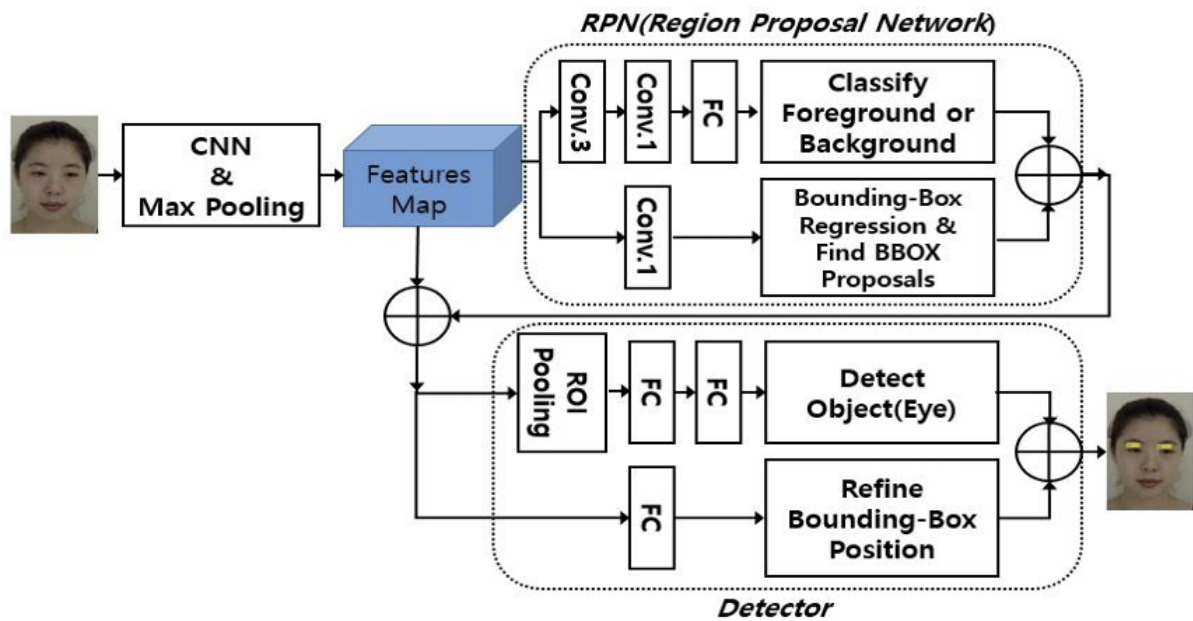 RPN(Region Proposal Network)
CNN
&
Max Pooling
Features
Map
Conv.3
Conv.1
FC
Classify
Foreground or
Background
Conv.1
Bounding-Box
Regression &
Find BBOX
Proposals
ROI
Pooling
FC
FC
Detect
Object(Eye)
FC
Refine
Bounding-Box
Position
Detector